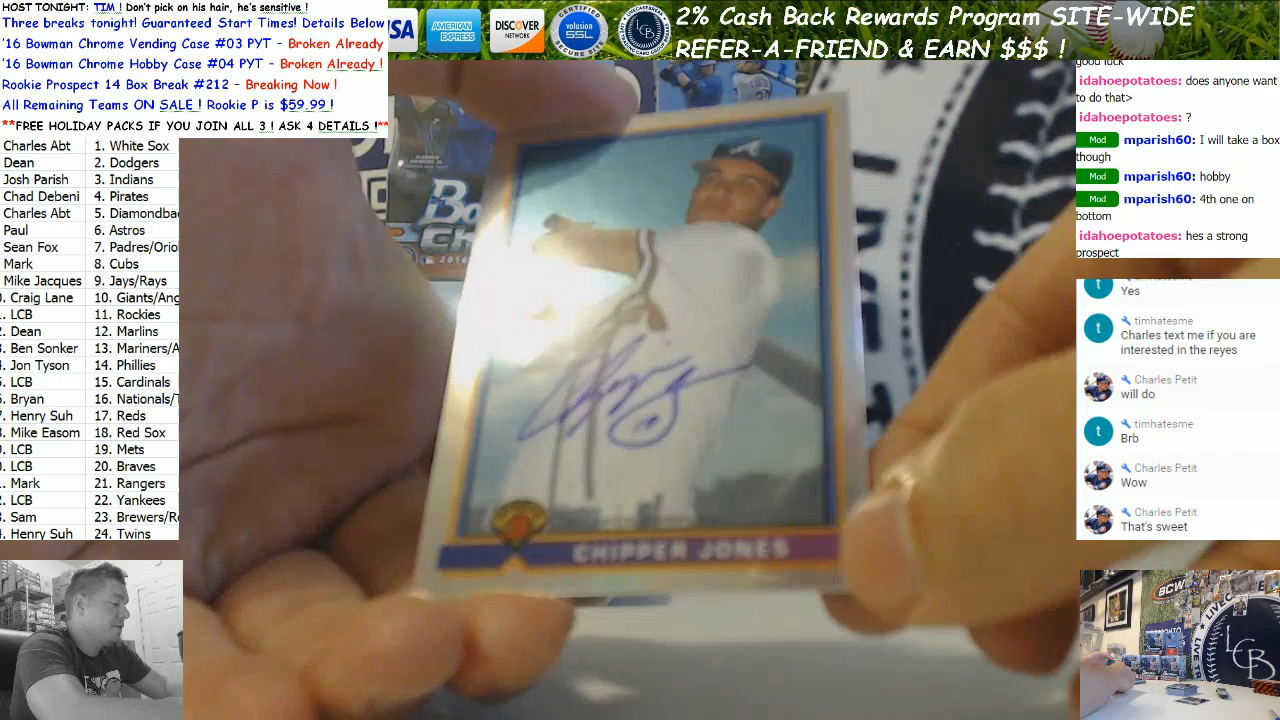 HOST TONIGHT: TIM ! Don't pick on his hair, he's sensitive !
Three breaks tonight! Guaranteed Start Times! Details Below
'16 Bowman Chrome Vending Case #03 PYT - Broken Already
'16 Bowman Chrome Hobby Case #04 PYT - Broken Already !
Rookie Prospect 14 Box Break #212 - Breaking Now !
All Remaining Teams ON SALE ! Rookie P is $59.99 !
**FREE HOLIDAY PACKS IF YOU JOIN ALL 3 ! ASK 4 DETAILS !**
Charles Abt 1. White Sox
Dean 2. Dodgers
Josh Parish 3. Indians
Chad Debeni 4. Pirates
Charles Abt 5. Diamondba
Paul 6. Astros
Sean Fox 7. Padres/Orio
Mark 8. Cubs
Mike Jacques 9. Jays/Rays
. Craig Lane 10. Giants/Ang
. LCB 11. Rockies
. Dean 12. Marlins
. Ben Sonker 13. Mariners/A
. Jon Tyson 14. Phillies
. LCB 15. Cardinals
. Bryan 16. Nationals/T
. Henry Suh 17. Reds
. Mike Easom 18. Red Sox
. LCB 19. Mets
. LCB 20. Braves
. Mark 21. Rangers
. LCB 22. Yankees
. Sam 23. Brewers/Ro
. Henry Suh 24. Twins
VISA
AMERICAN EXPRESS
DISCOVER
NETWORK
volusion
SSL
CERTIFIED SECURE SITE
LCB
2% Cash Back Rewards Program SITE-WIDE
REFER-A-FRIEND & EARN $$$ !
good luck
idahoepotatoes: does anyone want
to do that>
idahoepotatoes: ?
Mod mparish60: I will take a box
though
Mod mparish60: hobby
Mod mparish60: 4th one on
bottom
idahoepotatoes: hes a strong
prospect
t
Yes
t timhatesme
Charles text me if you are
interested in the reyes
Charles Petit
will do
t timhatesme
Brb
Charles Petit
Wow
Charles Petit
That's sweet
Bo
CH
2016
A
CHIPPER JONES
BCW
LIVEC
LCB